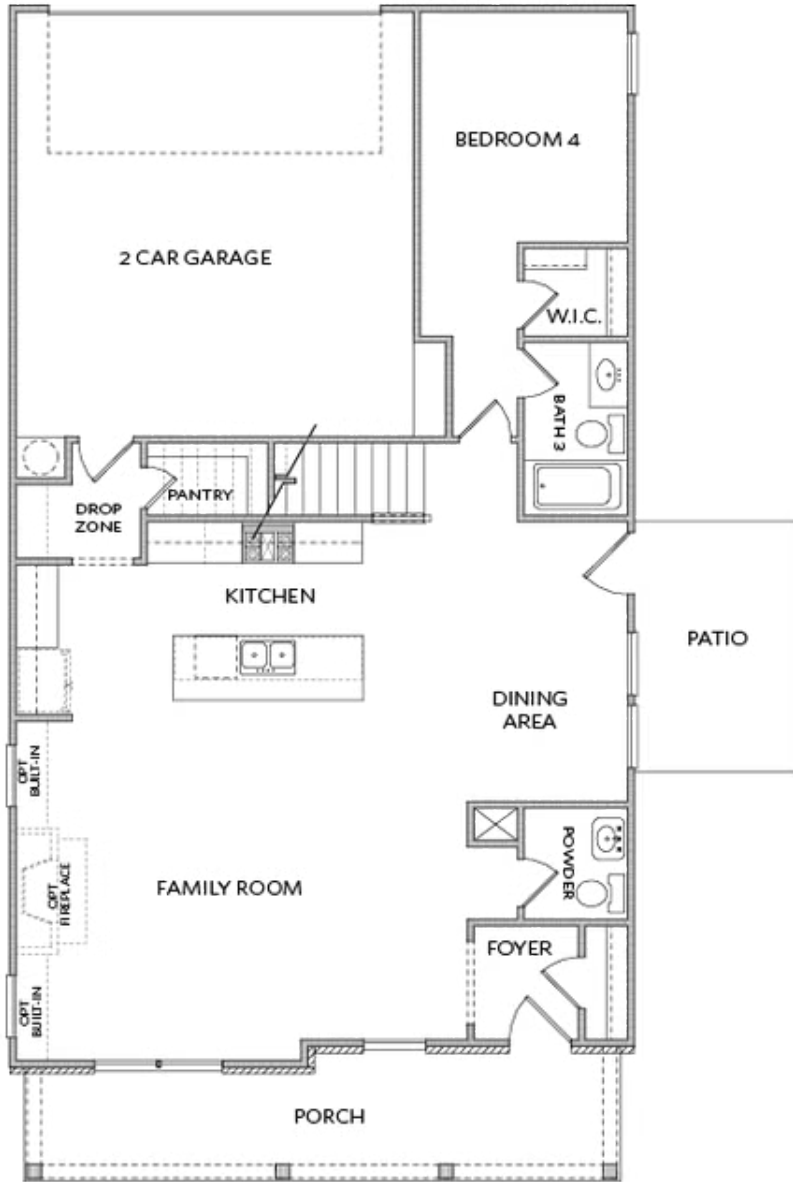 BEDROOM 4
2 CAR GARAGE
W.I.C.
BATH 3
PANTRY
DROP
ZONE
KITCHEN
PATIO
DINING
AREA
OPT
BUILT-IN
POWDER
OPT
FIREPLACE
FAMILY ROOM
FOYER
OPT
BUILT-IN
PORCH